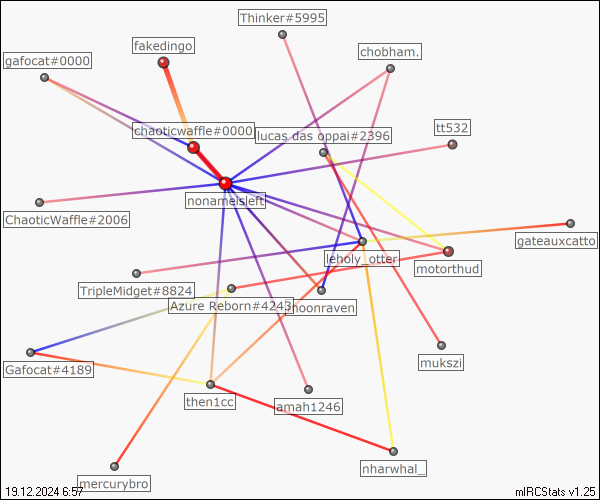 Thinker#5995
fakedingo
chobham.
gafocat#0000
chaoticwaffle#0000
lucas das oppai#2396
tt532
nonameisleft
ChaoticWaffle#2006
gateauxcatto
leholy_otter
motorthud
TripleMidget#8824
Azure Reborn#4243
moonraven
Gafocat#4189
mukszi
then1cc
amah1246
mercurybro
nharwhal_
19.12.2024 6:57
mIRCStats v1.25